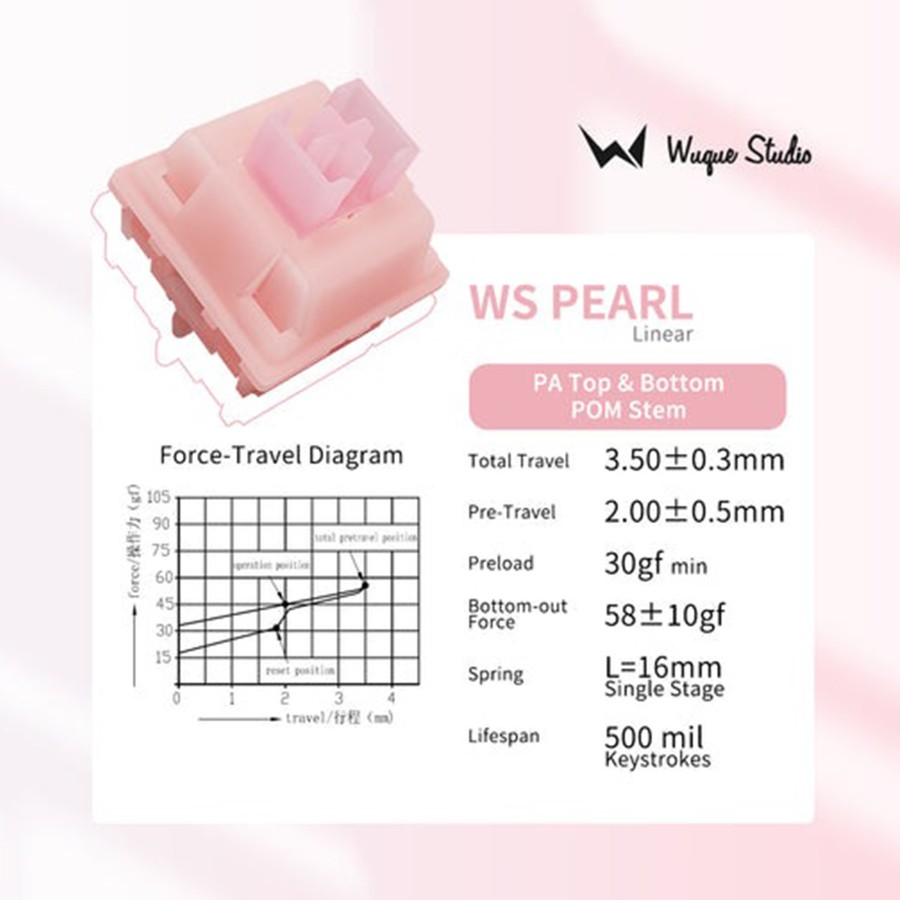 Wuque Studio
WS PEARL
Linear
PA Top & Bottom
POM Stem
Total Travel 3.50±0.3mm
Pre-Travel 2.00±0.5mm
Preload 30gf min
Bottom-out
Force 58±10gf
Spring L=16mm
Single Stage
Lifespan 500 mil
Keystrokes
Force-Travel Diagram
force/操作力 (gf)
105
90
75
60
45
30
15
total pretravel position
operation position
reset position
0 1 2 3 4
travel/行程 (mm)